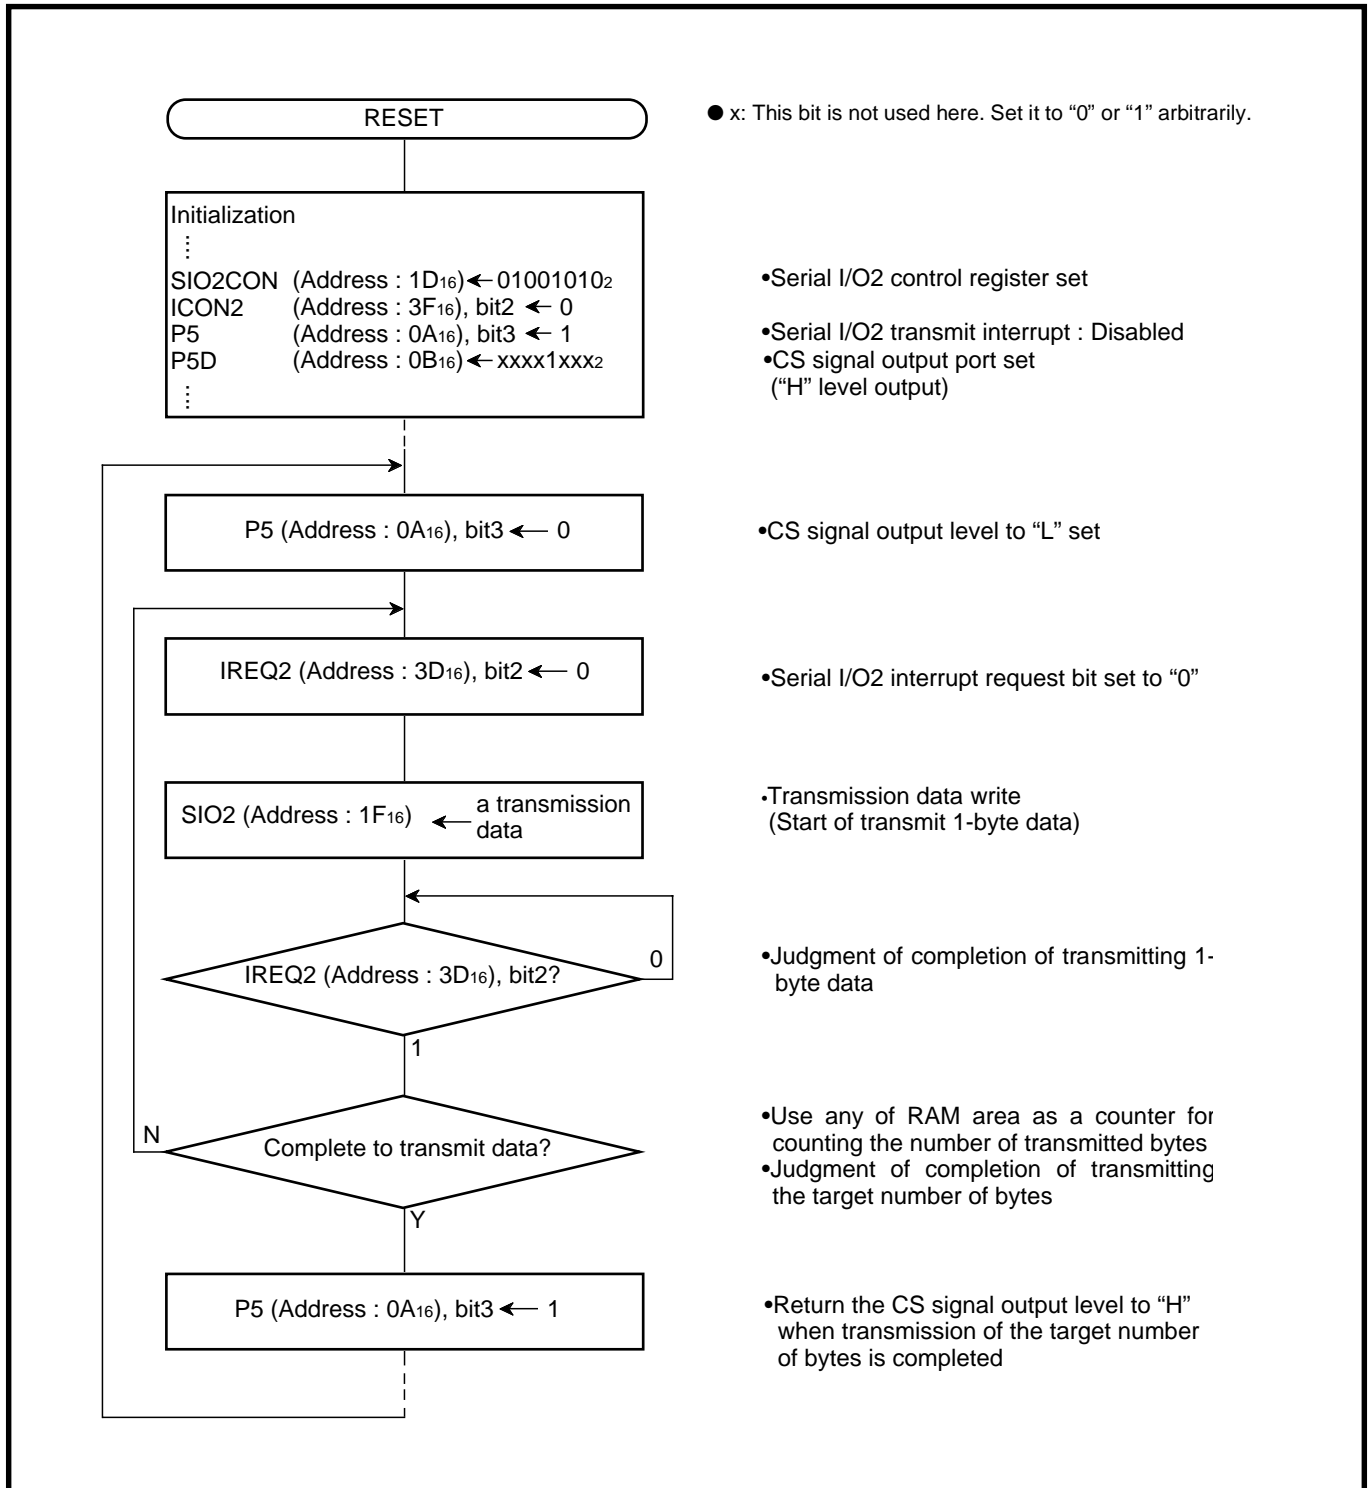 RESET
● x: This bit is not used here. Set it to “0” or “1” arbitrarily.
Initialization
SIO2CON (Address : 1D16) ← 010010102
•Serial I/O2 control register set
ICON2 (Address : 3F16), bit2 ← 0
P5 (Address : 0A16), bit3 ← 1
•Serial I/O2 transmit interrupt : Disabled
P5D (Address : 0B16) ← xxxx1xxx2
•CS signal output port set
(“H” level output)
P5 (Address : 0A16), bit3 ← 0
•CS signal output level to “L” set
IREQ2 (Address : 3D16), bit2 ← 0
•Serial I/O2 interrupt request bit set to “0”
SIO2 (Address : 1F16) ← a transmission
data
•Transmission data write
(Start of transmit 1-byte data)
IREQ2 (Address : 3D16), bit2?
0
1
•Judgment of completion of transmitting 1-
byte data
Complete to transmit data?
N
Y
•Use any of RAM area as a counter for
counting the number of transmitted bytes
•Judgment of completion of transmitting
the target number of bytes
P5 (Address : 0A16), bit3 ← 1
•Return the CS signal output level to “H”
when transmission of the target number
of bytes is completed